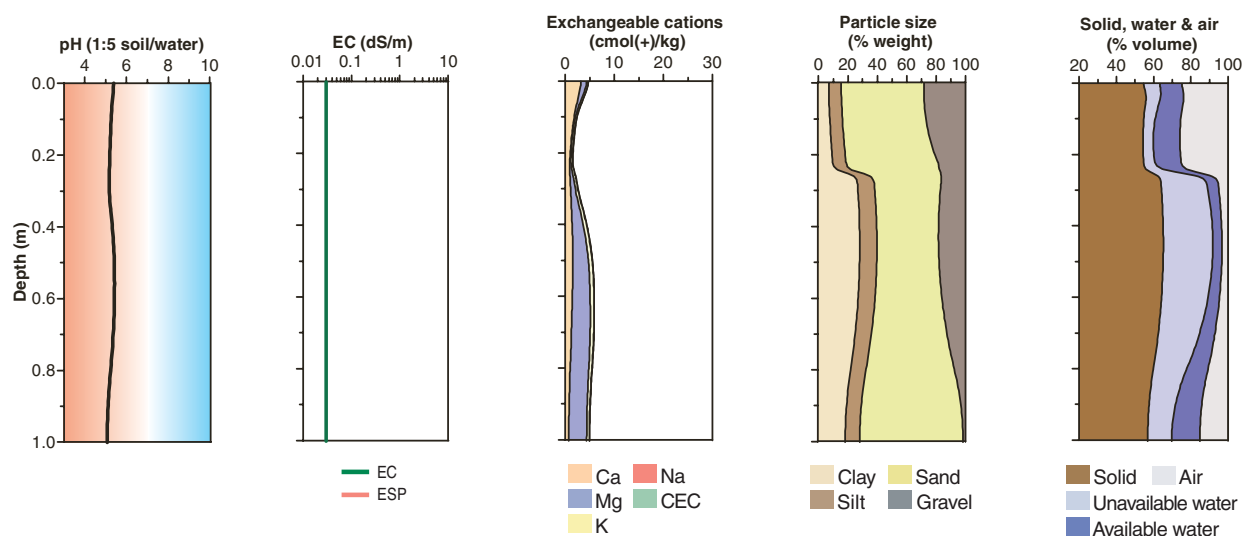 pH (1:5 soil/water)
4 6 8 10
EC (dS/m)
0.01 0.1 1 10
Exchangeable cations
(cmol(+)/kg)
0 10 20 30
Particle size
(% weight)
0 20 40 60 80 100
Solid, water & air
(% volume)
20 40 60 80 100
Depth (m)
0.0
0.2
0.4
0.6
0.8
1.0
EC
ESP
Ca Na
Mg CEC
K
Clay Sand
Silt Gravel
Solid Air
Unavailable water
Available water